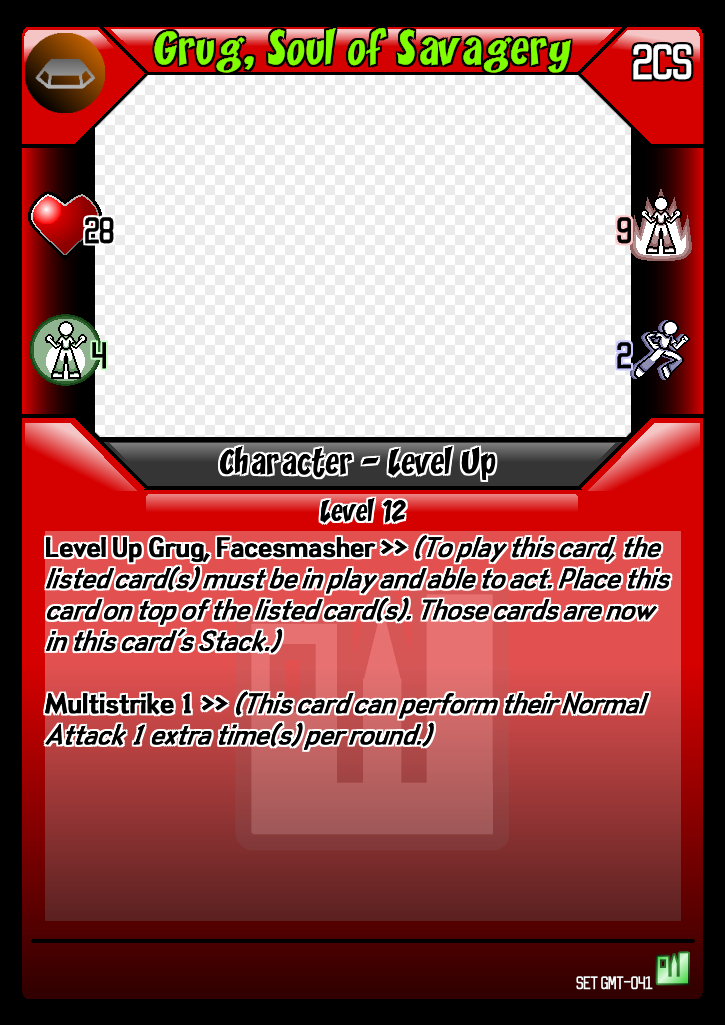 Grug, Soul of Savagery
2CS
28
9
4
2
Character - Level Up
Level 12
Level Up Grug, Facesmasher >> (To play this card, the
listed card(s) must be in play and able to act. Place this
card on top of the listed card(s). Those cards are now
in this card's Stack.)
Multistrike 1 >> (This card can perform their Normal
Attack 1 extra time(s) per round.)
SET GMT-041